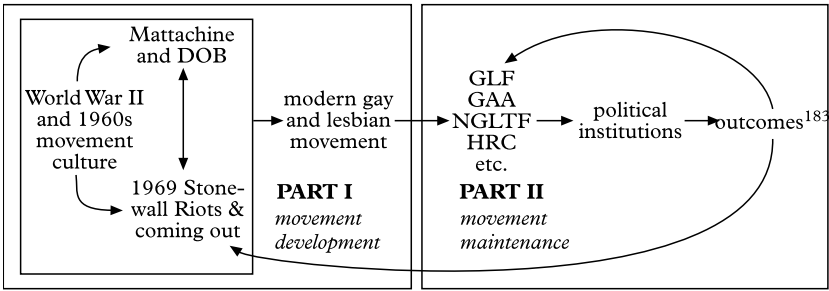 Mattachine
and DOB
World War II
and 1960s
movement
culture
1969 Stone-
wall Riots &
coming out
modern gay
and lesbian
movement
PART I
movement
development
GLF
GAA
NGLTF
HRC
etc.
PART II
movement
maintenance
political
institutions
outcomes183